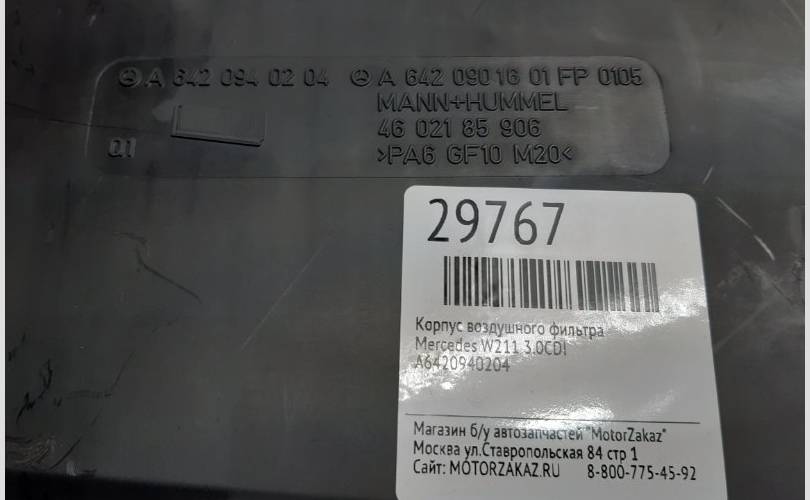 A 642 094 02 04 A 642 090 16 01 FP 0105
MANN+HUMMEL
46 021 85 906
01 >PA6 GF10 M20<
29767
Корпус воздушного фильтра
Mercedes W211 3.0CDI
A6420940204
Магазин б/у автозапчастей "MotorZakaz"
Москва ул.Ставропольская 84 стр 1
Сайт: MOTORZAKAZ.RU 8-800-775-45-92